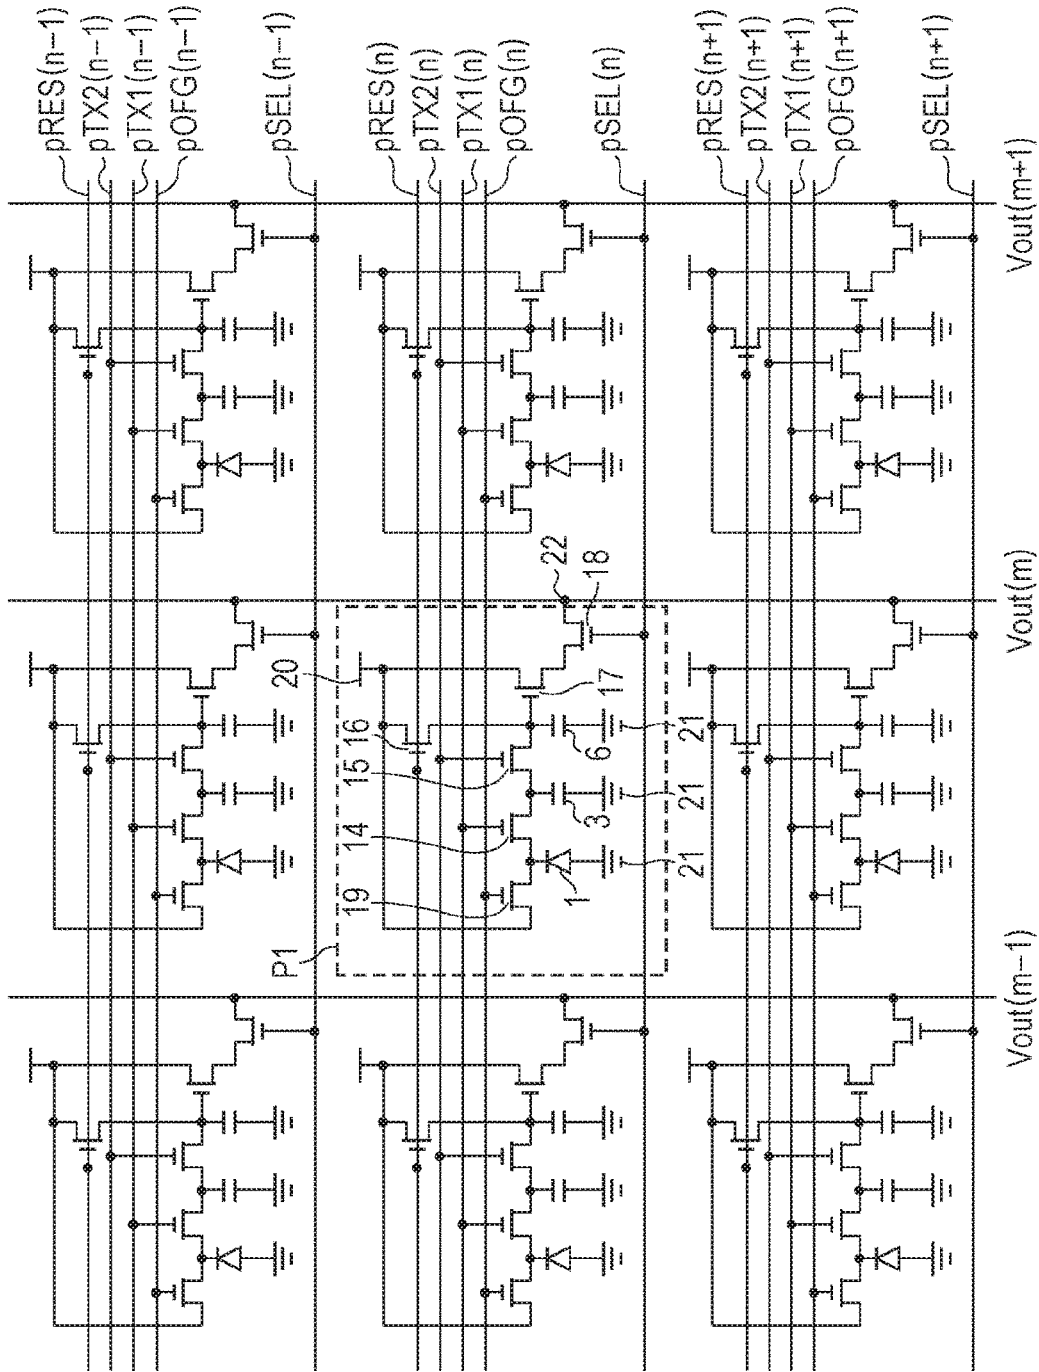 pRES(n−1)
pTX2(n−1)
pTX1(n−1)
pOFG(n−1)
pSEL(n−1)
pRES(n)
pTX2(n)
pTX1(n)
pOFG(n)
pSEL(n)
pRES(n+1)
pTX2(n+1)
pTX1(n+1)
pOFG(n+1)
pSEL(n+1)
Vout(m+1)
Vout(m)
Vout(m−1)
P1
19
14
15
16
20
22
18
17
1
3
6
21
21
21